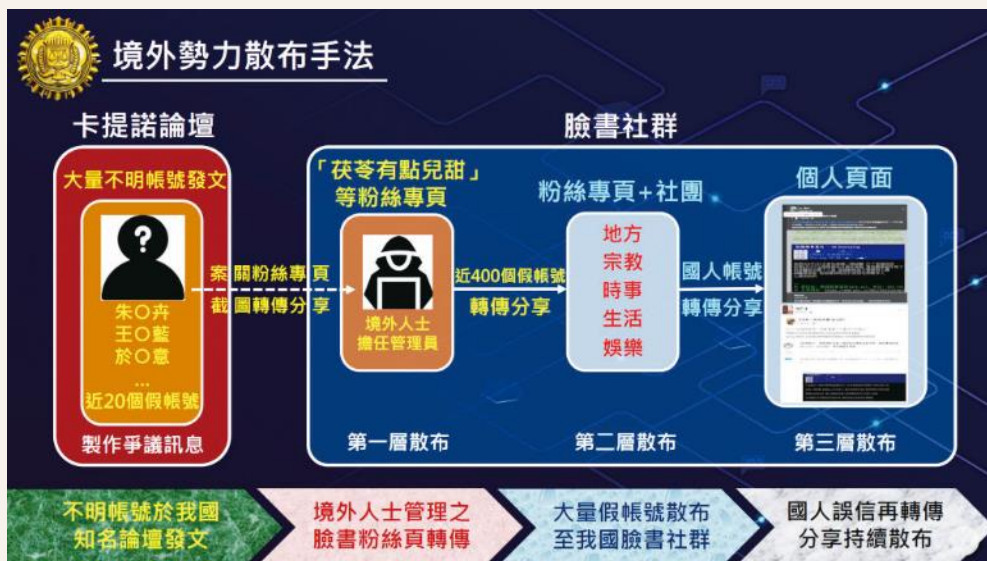 境外勢力散布手法
卡提諾論壇
大量不明帳號發文
?
朱〇卉
王〇藍
於〇意
...
近20個假帳號
製作爭議訊息
案關粉絲專頁
截圖轉傳分享
臉書社群
「茯苓有點兒甜」
等粉絲專頁
境外人士
擔任管理員
第一層散布
近400個假帳號
轉傳分享
粉絲專頁+社團
地方
宗教
時事
生活
娛樂
第二層散布
國人帳號
轉傳分享
個人頁面
第三層散布
不明帳號於我國
知名論壇發文
境外人士管理之
臉書粉絲頁轉傳
大量假帳號散布
至我國臉書社群
國人誤信再轉傳
分享持續散布